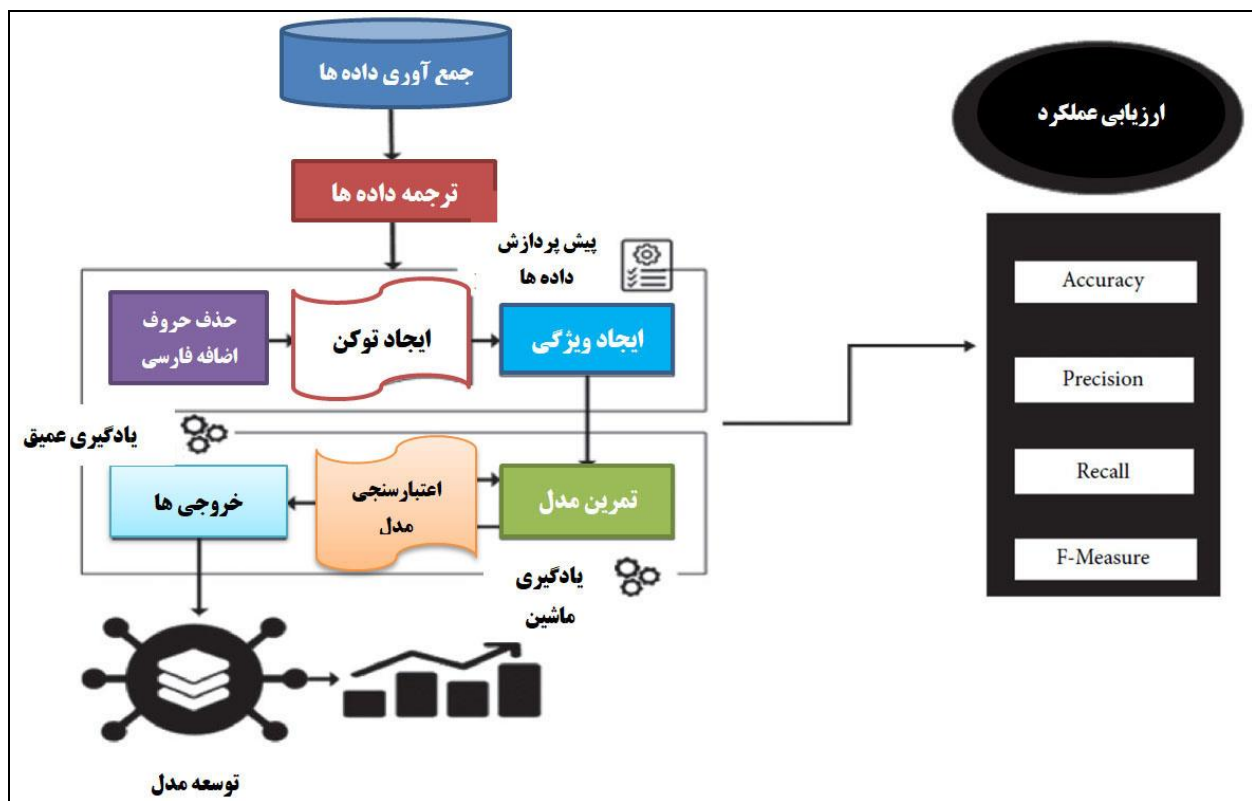 جمع آوری داده ها
ارزیابی عملکرد
ترجمه داده ها
پیش پردازش
داده ها
حذف حروف
اضافه فارسی
ایجاد توکن
ایجاد ویژگی
یادگیری عمیق
خروجی ها
اعتبارسنجی
مدل
تمرین مدل
یادگیری
ماشین
توسعه مدل
Accuracy
Precision
Recall
F-Measure